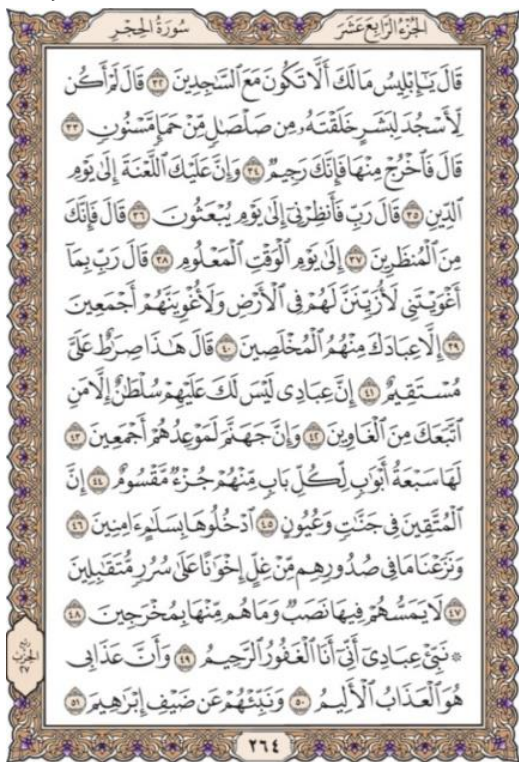 الجزء الرابع عشر
سورة الحجر
قَالَ يَـٰٓإِبْلِيسُ مَا لَكَ أَلَّا تَكُونَ مَعَ ٱلسَّـٰجِدِينَ ٣٢ قَالَ لَمْ أَكُن
لِّأَسْجُدَ لِبَشَرٍ خَلَقْتَهُۥ مِن صَلْصَـٰلٍ مِّنْ حَمَإٍ مَّسْنُونٍ ٣٣
قَالَ فَٱخْرُجْ مِنْهَا فَإِنَّكَ رَجِيمٌ ٣٤ وَإِنَّ عَلَيْكَ ٱللَّعْنَةَ إِلَىٰ يَوْمِ
ٱلدِّينِ ٣٥ قَالَ رَبِّ فَأَنظِرْنِىٓ إِلَىٰ يَوْمِ يُبْعَثُونَ ٣٦ قَالَ فَإِنَّكَ
مِنَ ٱلْمُنظَرِينَ ٣٧ إِلَىٰ يَوْمِ ٱلْوَقْتِ ٱلْمَعْلُومِ ٣٨ قَالَ رَبِّ بِمَآ
أَغْوَيْتَنِى لَأُزَيِّنَنَّ لَهُمْ فِى ٱلْأَرْضِ وَلَأُغْوِيَنَّهُمْ أَجْمَعِينَ
٣٩ إِلَّا عِبَادَكَ مِنْهُمُ ٱلْمُخْلَصِينَ ٤٠ قَالَ هَـٰذَا صِرَٰطٌ عَلَىَّ
مُسْتَقِيمٌ ٤١ إِنَّ عِبَادِى لَيْسَ لَكَ عَلَيْهِمْ سُلْطَـٰنٌ إِلَّا مَنِ
ٱتَّبَعَكَ مِنَ ٱلْغَاوِينَ ٤٢ وَإِنَّ جَهَنَّمَ لَمَوْعِدُهُمْ أَجْمَعِينَ ٤٣
لَهَا سَبْعَةُ أَبْوَٰبٍ لِّكُلِّ بَابٍ مِّنْهُمْ جُزْءٌ مَّقْسُومٌ ٤٤ إِنَّ
ٱلْمُتَّقِينَ فِى جَنَّـٰتٍ وَعُيُونٍ ٤٥ ٱدْخُلُوهَا بِسَلَـٰمٍ ءَامِنِينَ ٤٦
وَنَزَعْنَا مَا فِى صُدُورِهِم مِّنْ غِلٍّ إِخْوَٰنًا عَلَىٰ سُرُرٍ مُّتَقَـٰبِلِينَ
٤٧ لَا يَمَسُّهُمْ فِيهَا نَصَبٌ وَمَا هُم مِّنْهَا بِمُخْرَجِينَ ٤٨
۞ نَبِّئْ عِبَادِىٓ أَنِّىٓ أَنَا ٱلْغَفُورُ ٱلرَّحِيمُ ٤٩ وَأَنَّ عَذَابِى
هُوَ ٱلْعَذَابُ ٱلْأَلِيمُ ٥٠ وَنَبِّئْهُمْ عَن ضَيْفِ إِبْرَٰهِيمَ ٥١
ربع
الحزب
٢٧
٢٦٤